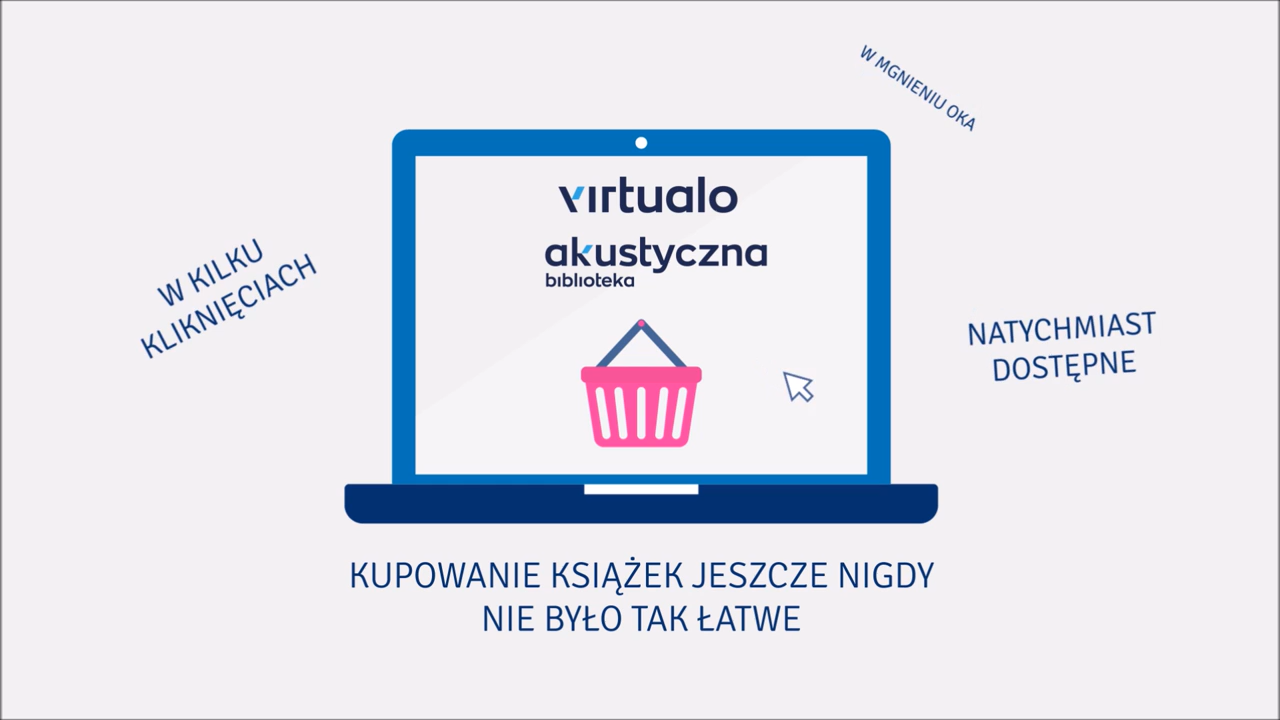 W MGNIENIU OKA
virtualo
akustyczna
biblioteka
W KILKU
KLIKNIĘCIACH
NATYCHMIAST
DOSTĘPNE
KUPOWANIE KSIĄŻEK JESZCZE NIGDY
NIE BYŁO TAK ŁATWE